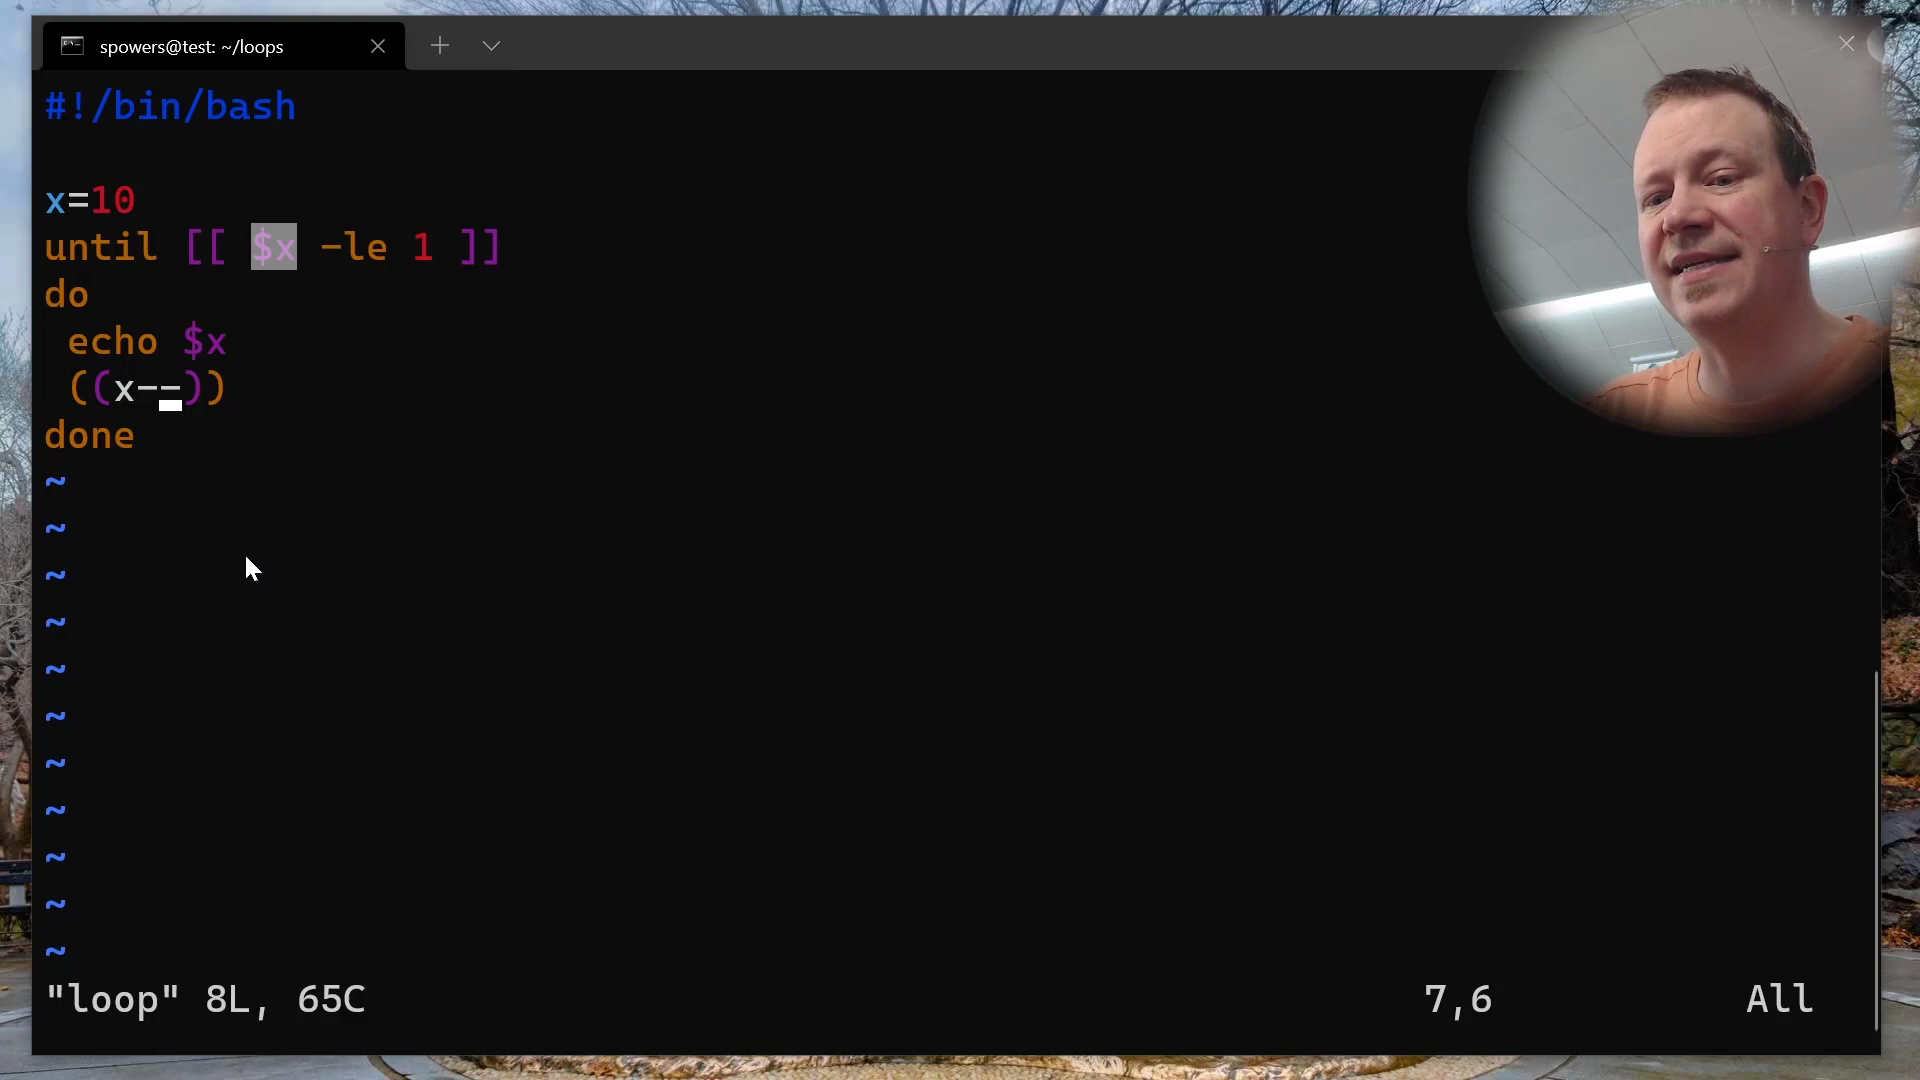 spowers@test: ~/loops
#!/bin/bash
x=10
until [[ $x -le 1 ]]
do
 echo $x
 ((x--))
done
~
~
~
~
~
~
~
~
~
~
~
"loop" 8L, 65C 7,6 All